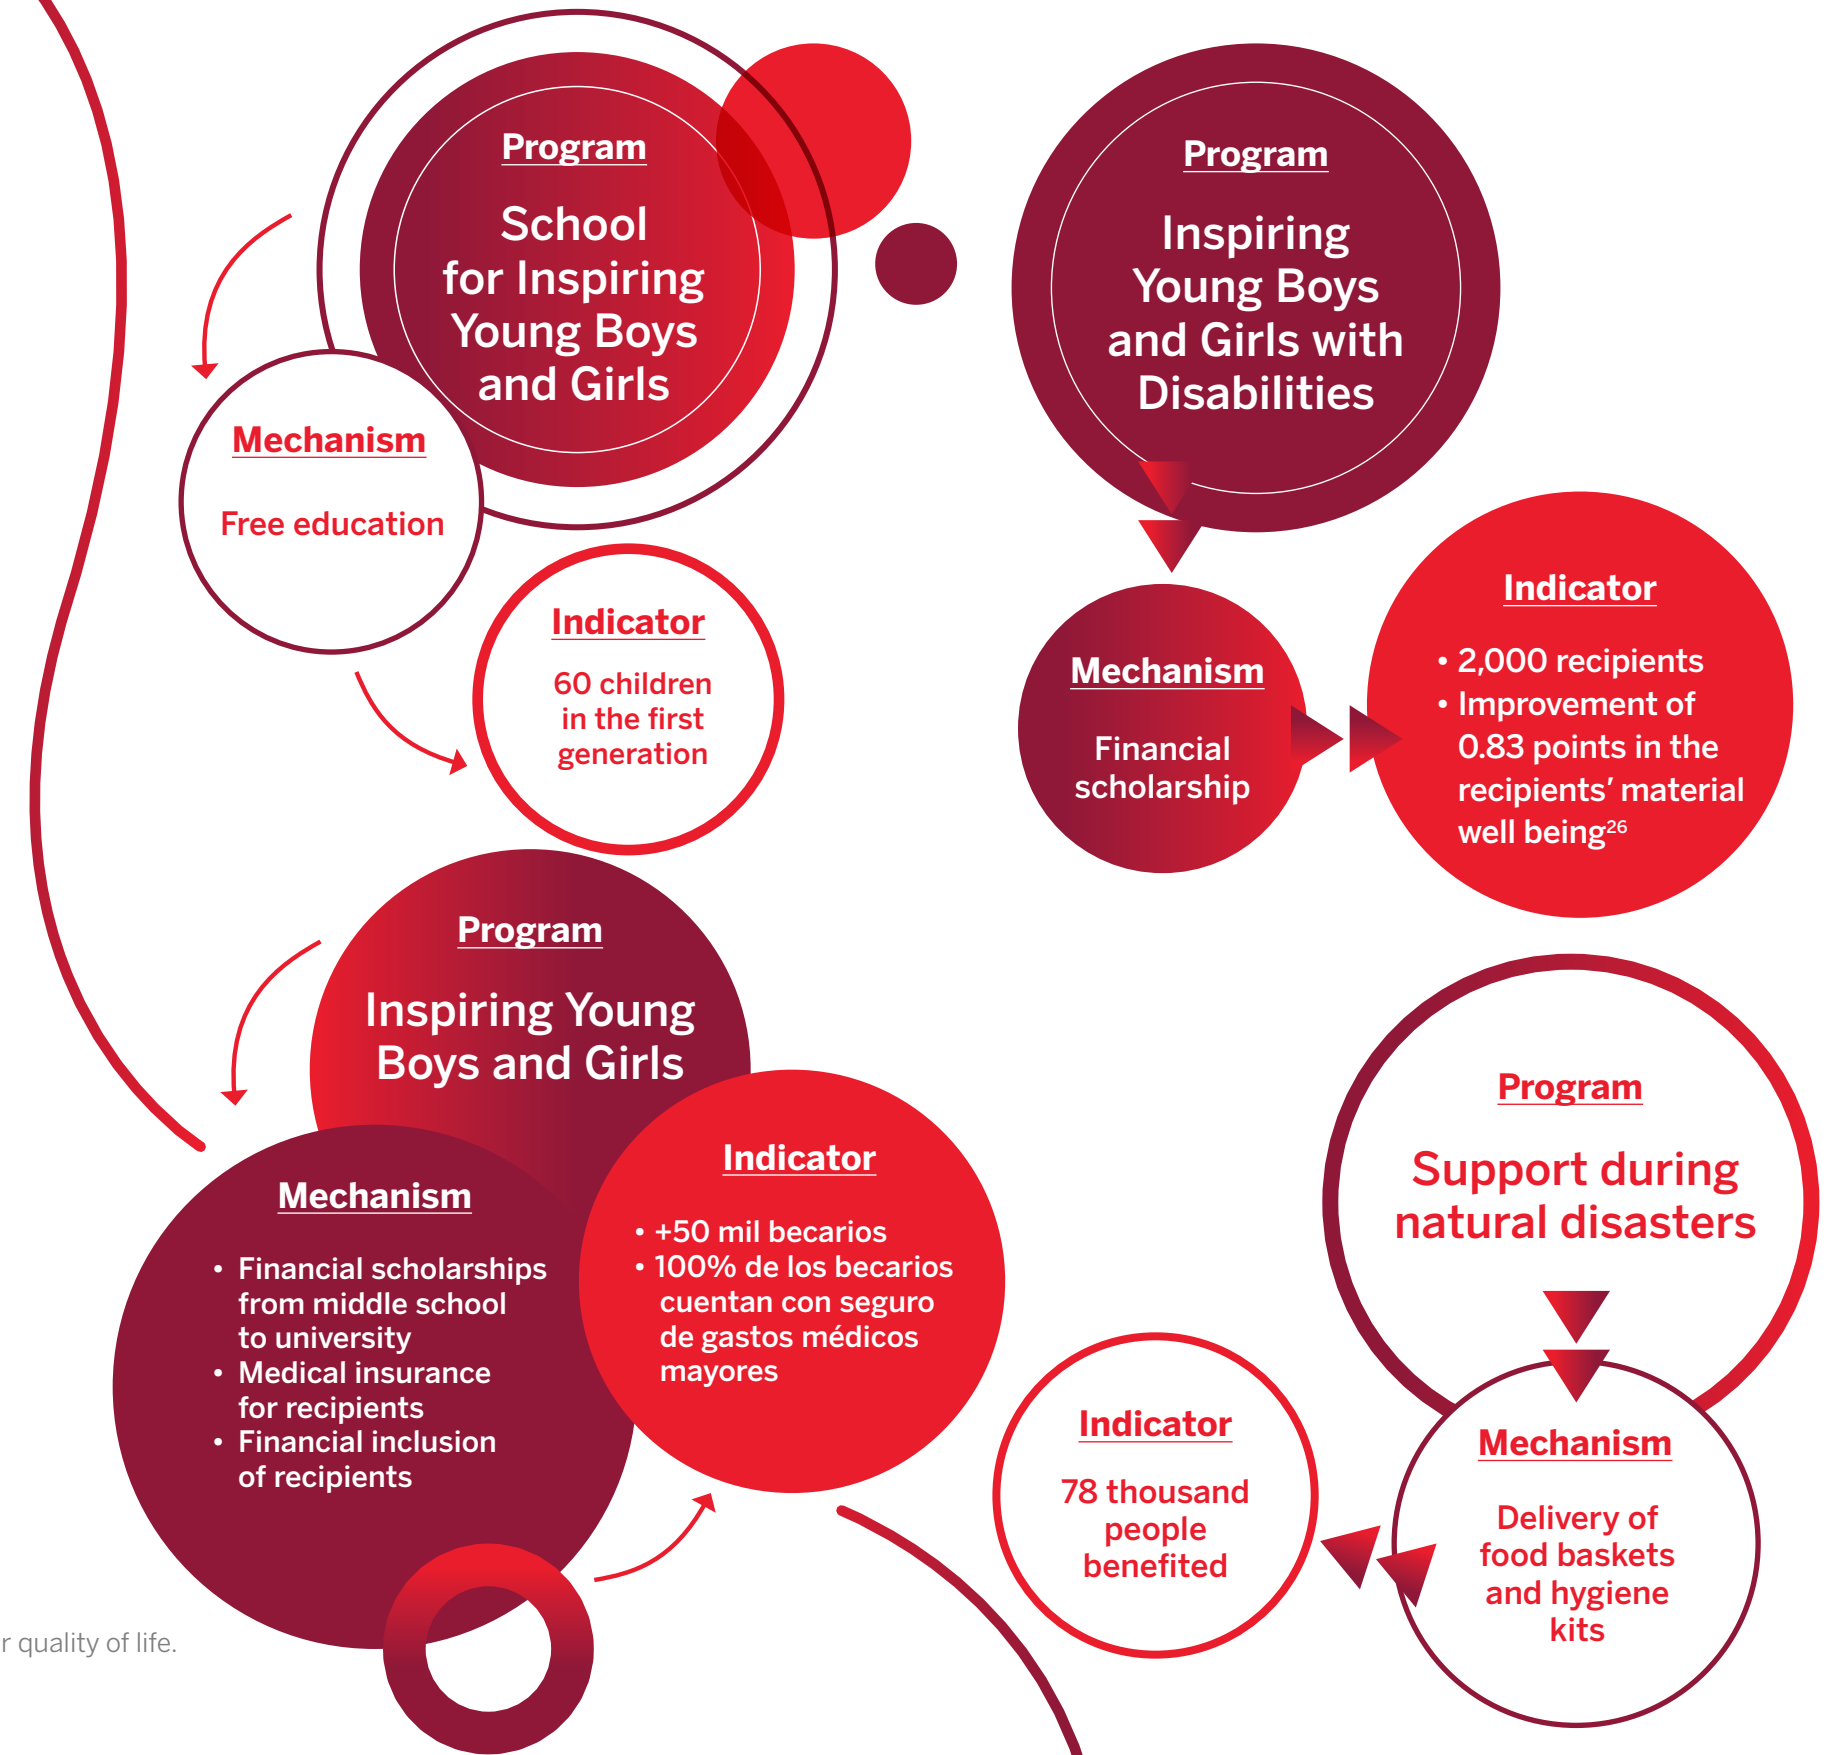 Program
School
for Inspiring
Young Boys
and Girls
Mechanism
Free education
Indicator
60 children
in the first
generation
Program
Inspiring
Young Boys
and Girls with
Disabilities
Mechanism
Financial
scholarship
Indicator
• 2,000 recipients
• Improvement of
0.83 points in the
recipients’ material
well being²⁶
Program
Inspiring Young
Boys and Girls
Mechanism
• Financial scholarships
from middle school
to university
• Medical insurance
for recipients
• Financial inclusion
of recipients
Indicator
• +50 mil becarios
• 100% de los becarios
cuentan con seguro
de gastos médicos
mayores
Program
Support during
natural disasters
Mechanism
Delivery of
food baskets
and hygiene
kits
Indicator
78 thousand
people
benefited
r quality of life.